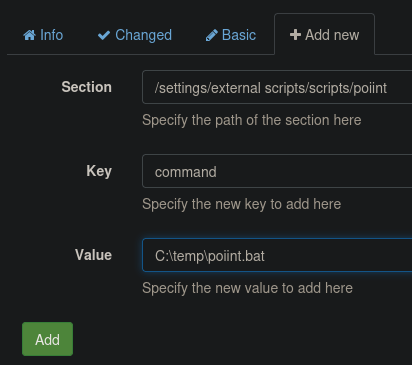 Info Changed Basic Add new
Section /settings/external scripts/scripts/poiint
Specify the path of the section here
Key command
Specify the new key to add here
Value C:\temp\poiint.bat
Specify the new value to add here
Add